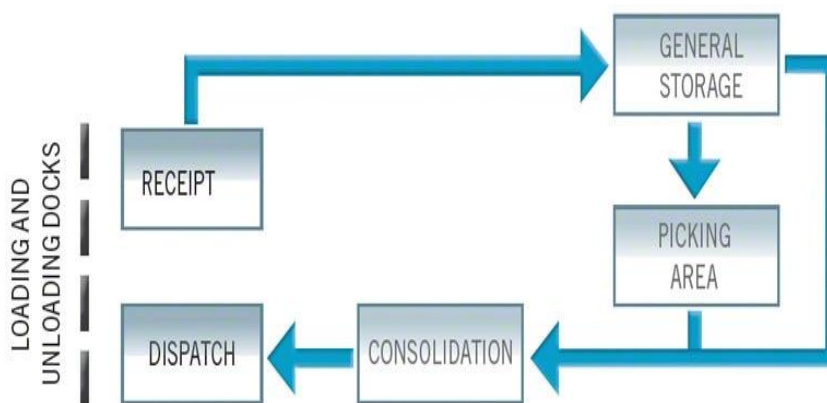 GENERAL
STORAGE
LOADING AND
UNLOADING DOCKS
RECEIPT
PICKING
AREA
DISPATCH
CONSOLIDATION